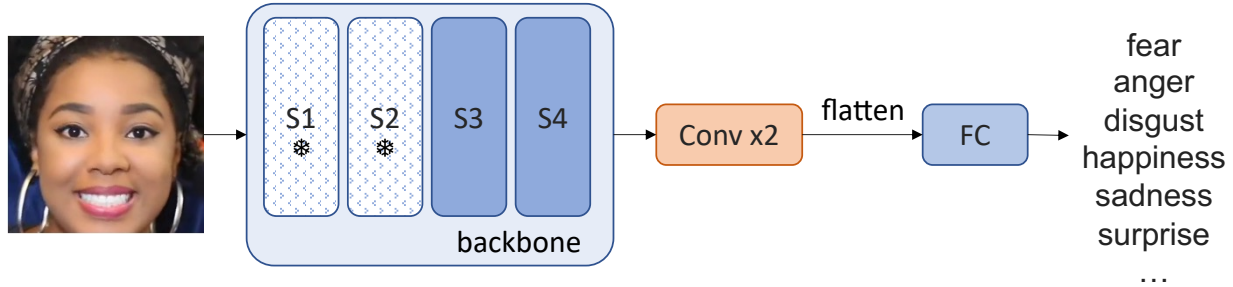 S1
S2
S3
S4
backbone
Conv x2
flatten
FC
fear
anger
disgust
happiness
sadness
surprise
...